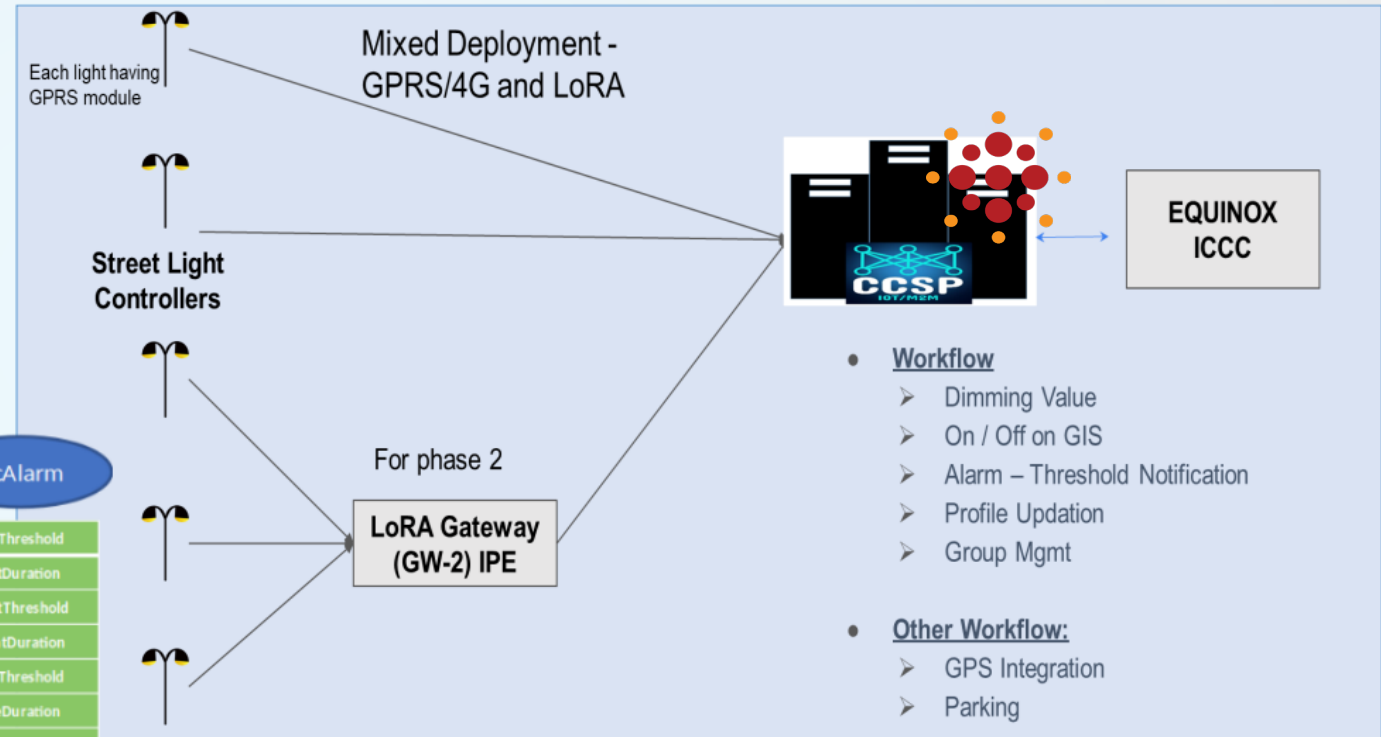 Each light having
GPRS module
Mixed Deployment -
GPRS/4G and LoRA
Street Light
Controllers
CCSP
IOT/M2M
EQUINOX
ICCC
For phase 2
LoRA Gateway
(GW-2) IPE
Workflow
Dimming Value
On / Off on GIS
Alarm – Threshold Notification
Profile Updation
Group Mgmt
Other Workflow:
GPS Integration
Parking
Alarm
Threshold
Duration
Threshold
Duration
Threshold
Duration